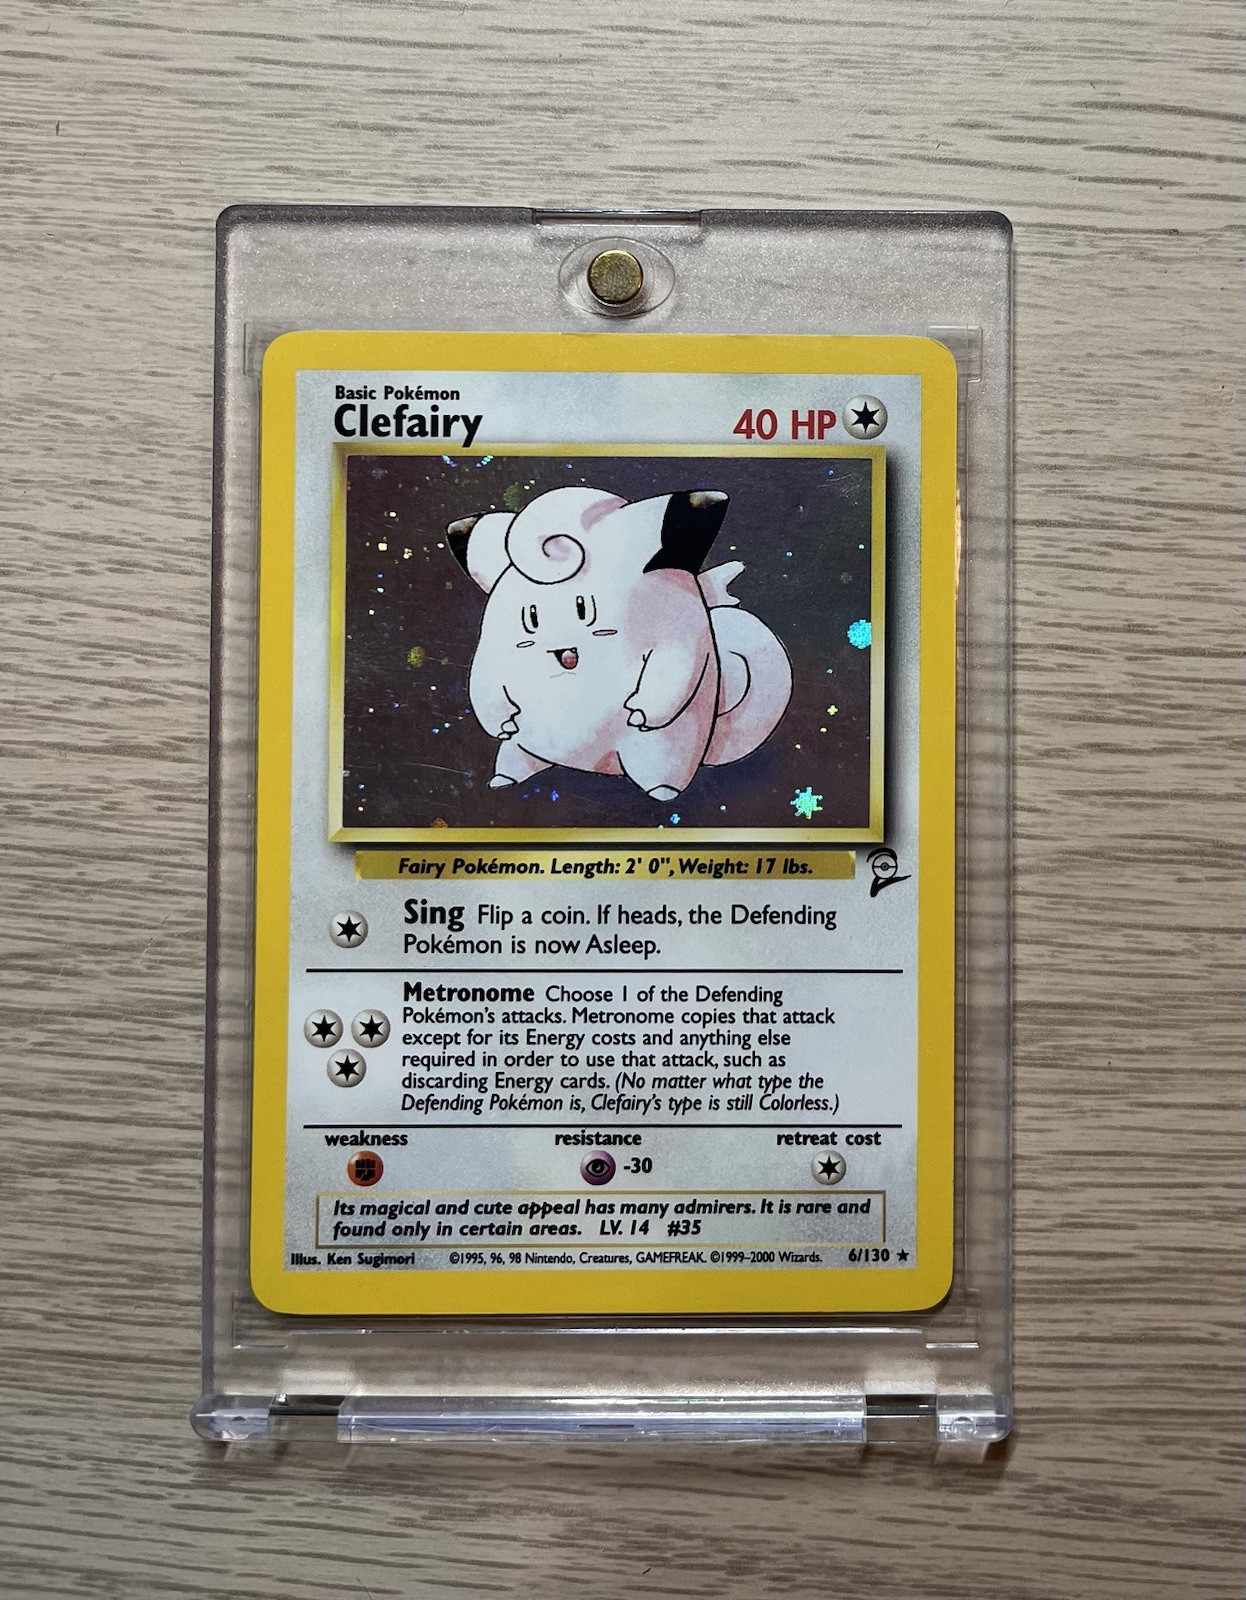 Basic Pokémon
Clefairy
40 HP
Fairy Pokémon. Length: 2' 0", Weight: 17 lbs.
Sing Flip a coin. If heads, the Defending
Pokémon is now Asleep.
Metronome Choose 1 of the Defending
Pokémon's attacks. Metronome copies that attack
except for its Energy costs and anything else
required in order to use that attack, such as
discarding Energy cards. (No matter what type the
Defending Pokémon is, Clefairy's type is still Colorless.)
weakness
resistance
retreat cost
-30
Its magical and cute appeal has many admirers. It is rare and
found only in certain areas. LV. 14 #35
Illus. Ken Sugimori
©1995, 96, 98 Nintendo, Creatures, GAMEFREAK. ©1999–2000 Wizards.
6/130 ★